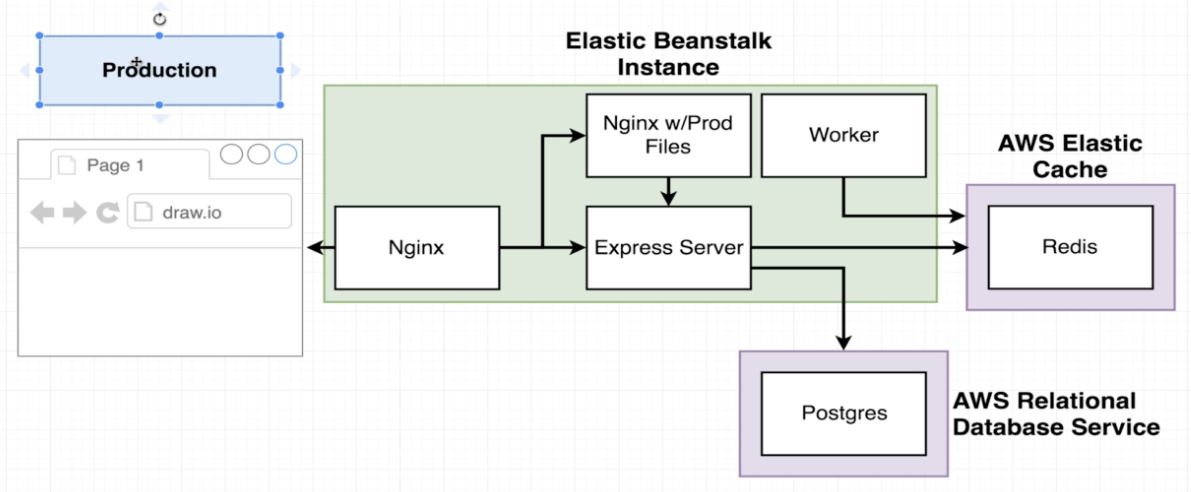 Production
Page 1
draw.io
Elastic Beanstalk
Instance
Nginx
Nginx w/Prod
Files
Worker
Express Server
AWS Elastic
Cache
Redis
Postgres
AWS Relational
Database Service